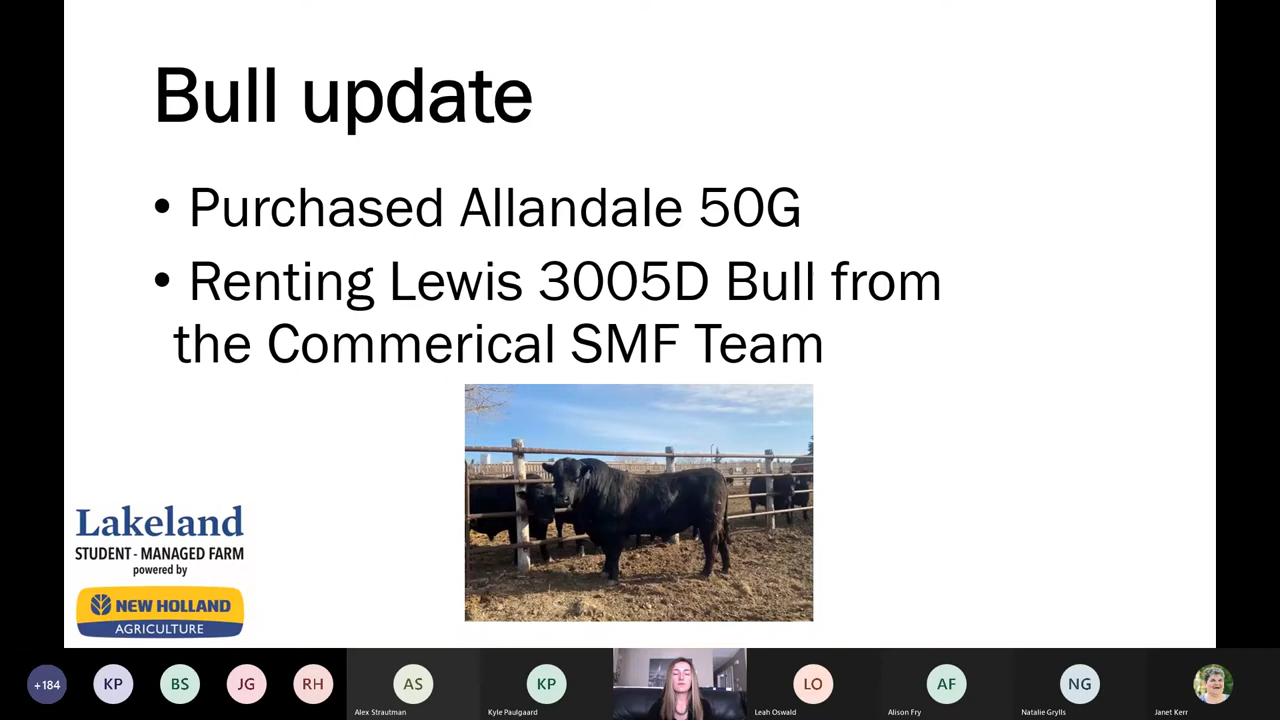 Bull update
• Purchased Allandale 50G
• Renting Lewis 3005D Bull from
the Commerical SMF Team
Lakeland
STUDENT - MANAGED FARM
powered by
NEW HOLLAND
AGRICULTURE
+184
KP
BS
JG
RH
AS
Alex Strautman
KP
Kyle Paulgaard
LO
Leah Oswald
AF
Alison Fry
NG
Natalie Grylls
Janet Kerr